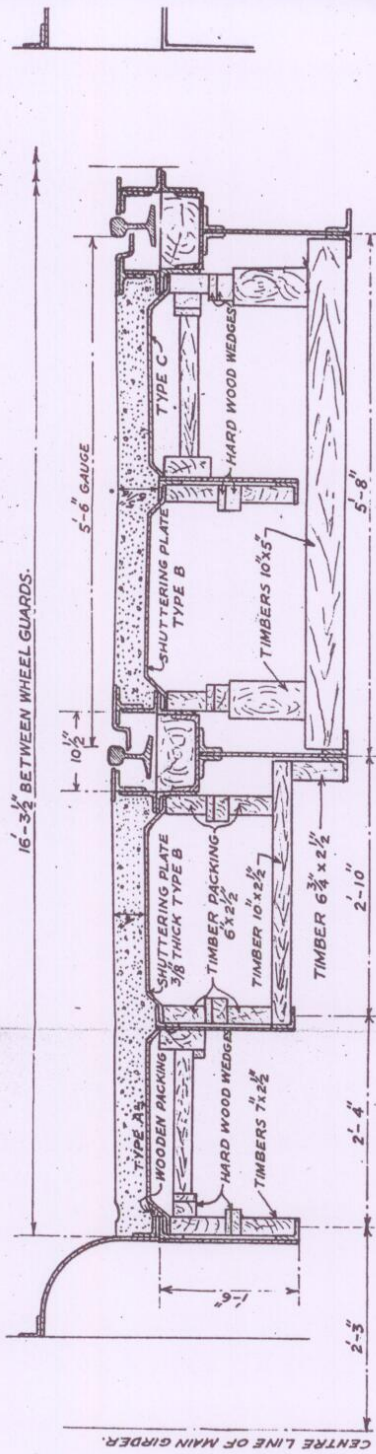 16'-3½" BETWEEN WHEEL GUARDS.
5'-6" GAUGE
10½"
TYPE A
WOODEN PACKING
SHUTTERING PLATE
3/8" THICK TYPE B
SHUTTERING PLATE
TYPE B
TYPE C
HARD WOOD WEDGES
TIMBERS 7"x2½"
TIMBER PACKING
6"x2½"
TIMBER 10"x2½"
TIMBER 6¾"x2½"
TIMBERS 10"x5"
HARD WOOD WEDGES
1'-6"
2'-3"
2'-4"
2'-10"
5'-8"
CENTRE LINE OF MAIN GIRDER.